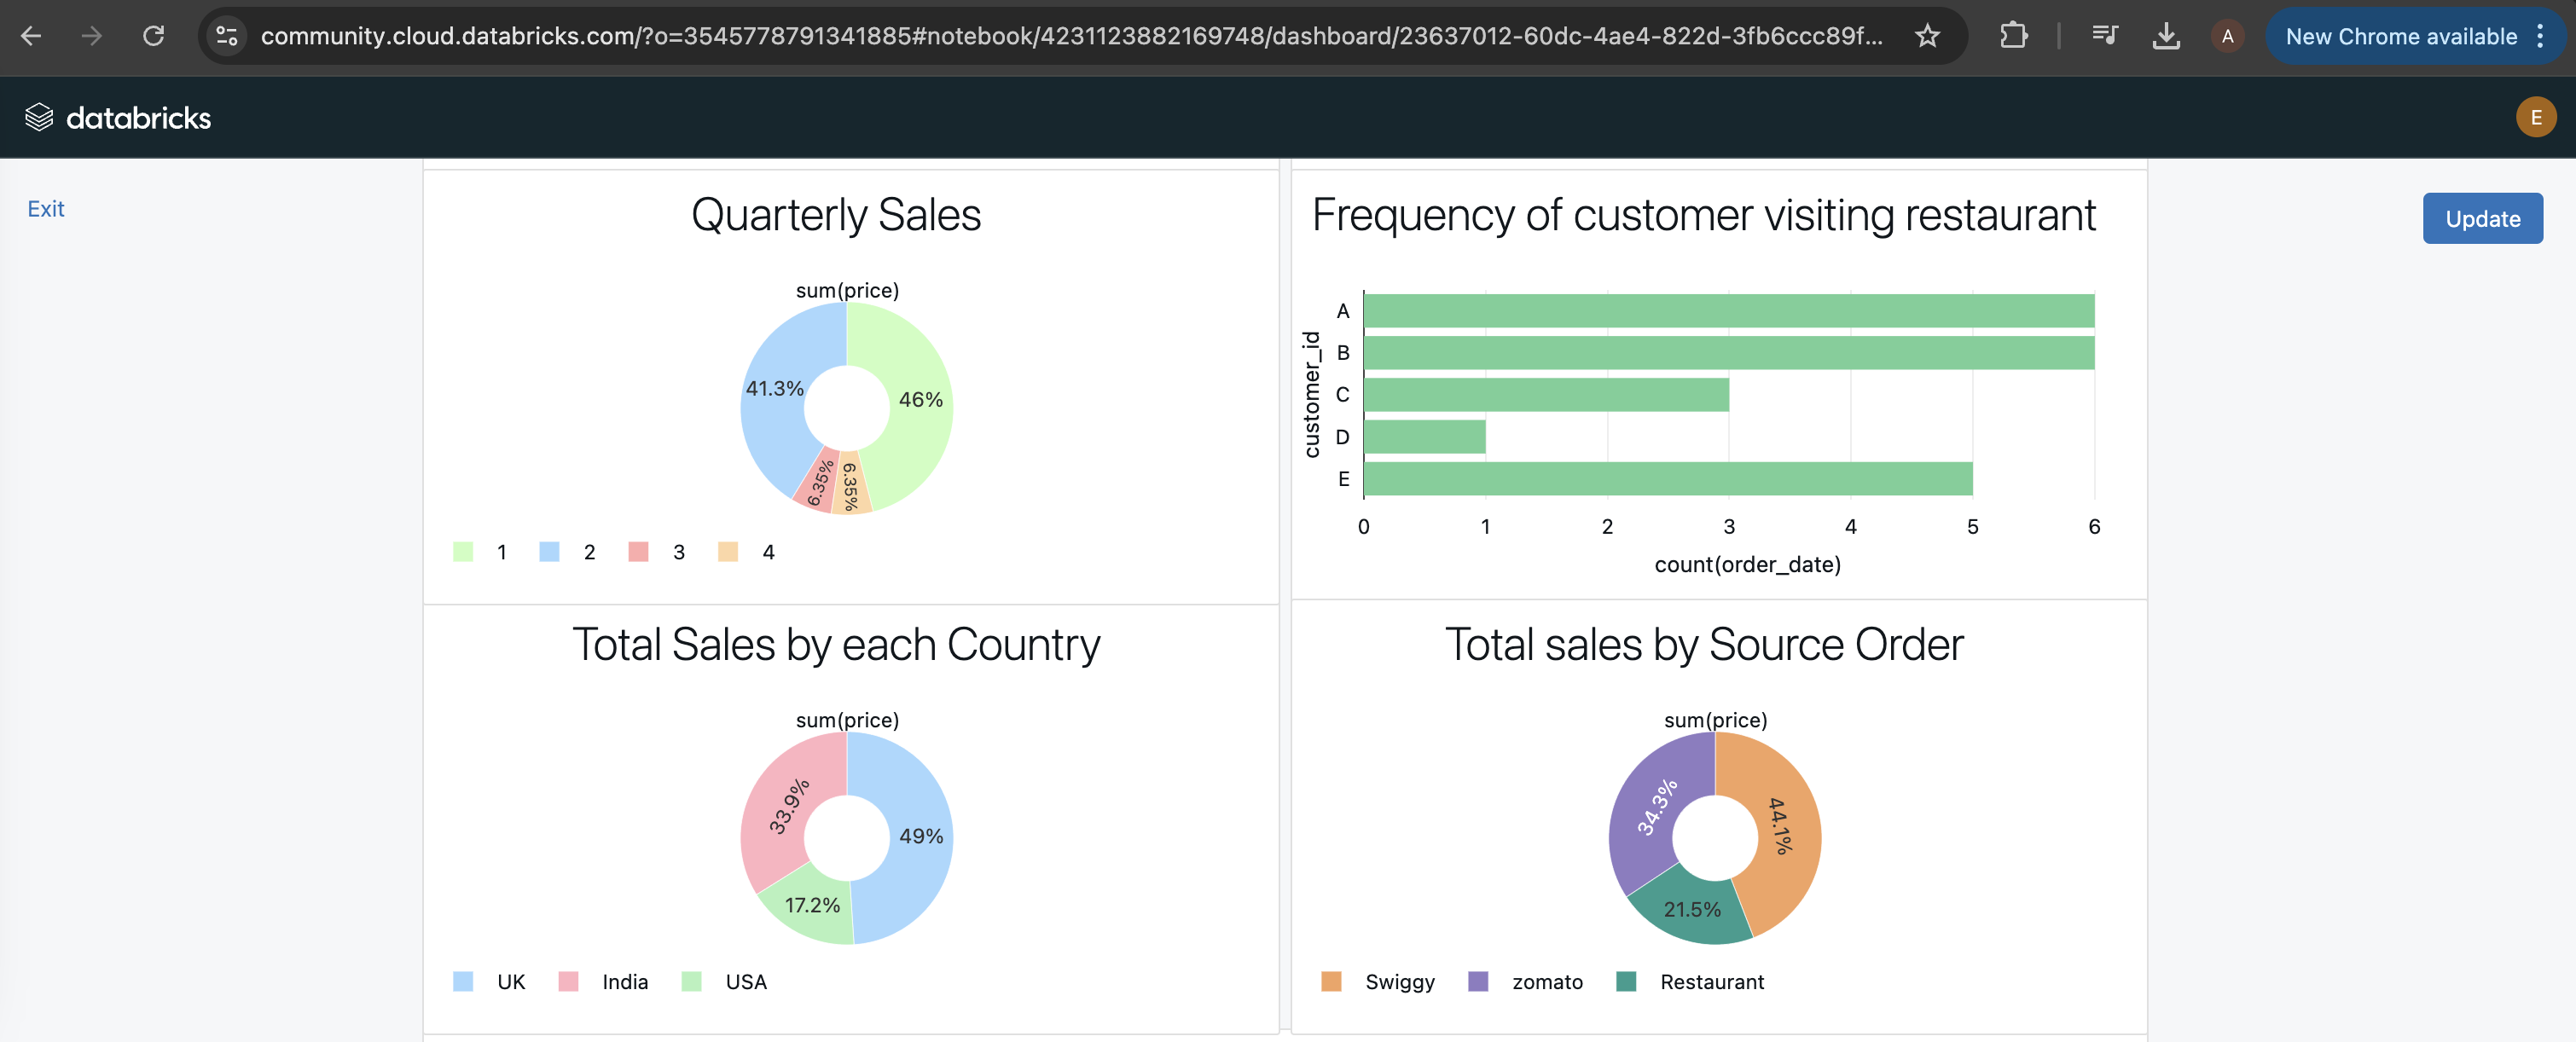 community.cloud.databricks.com/?o=3545778791341885#notebook/4231123882169748/dashboard/23637012-60dc-4ae4-822d-3fb6ccc89f...
A
New Chrome available
databricks
E
Exit
Update
Quarterly Sales
sum(price)
41.3%
46%
6.35%
6.35%
1 2 3 4
Frequency of customer visiting restaurant
customer_id
A
B
C
D
E
0 1 2 3 4 5 6
count(order_date)
Total Sales by each Country
sum(price)
33.9%
49%
17.2%
UK India USA
Total sales by Source Order
sum(price)
34.3%
44.1%
21.5%
Swiggy zomato Restaurant